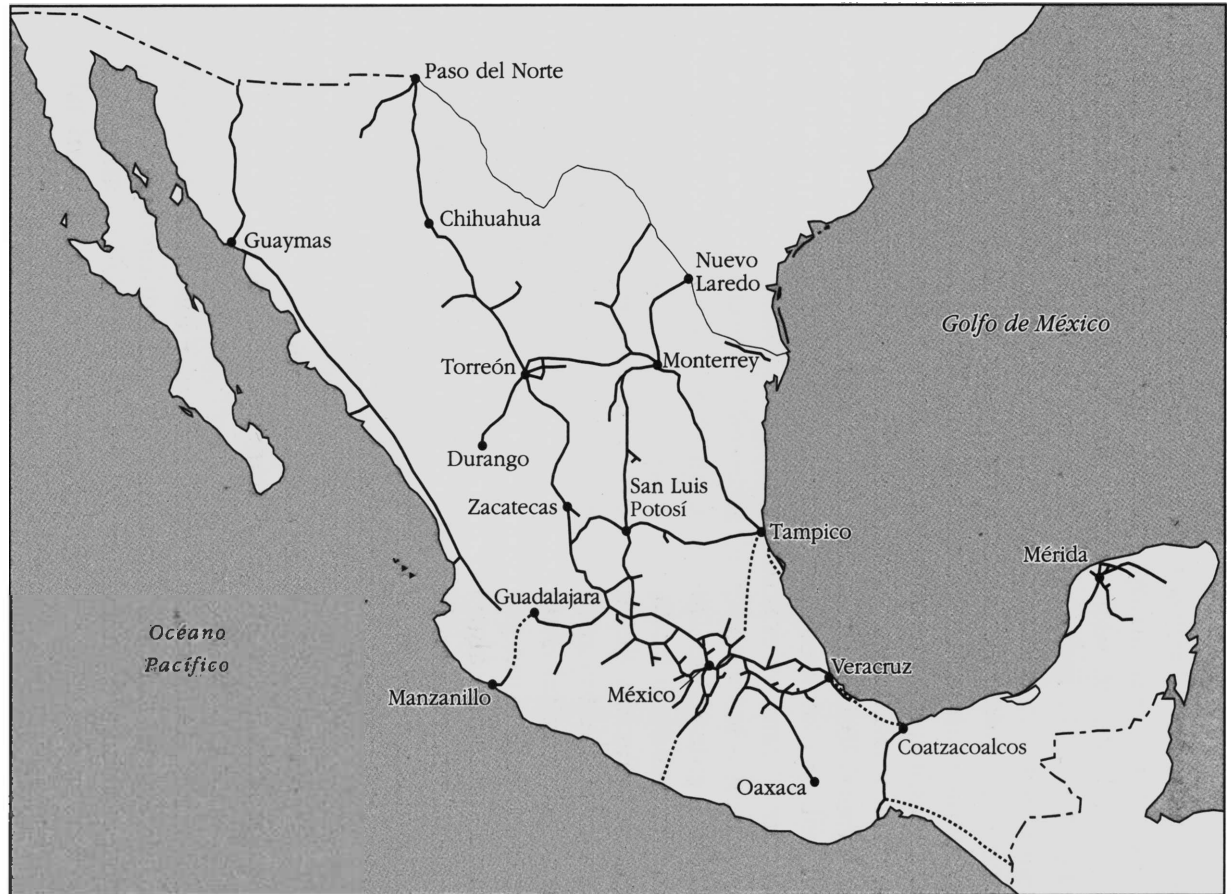 Paso del Norte
Chihuahua
Guaymas
Nuevo
Laredo
Golfo de México
Torreón
Monterrey
Durango
San Luis
Potosí
Zacatecas
Tampico
Mérida
Guadalajara
Océano
Pacífico
Veracruz
México
Manzanillo
Coatzacoalcos
Oaxaca